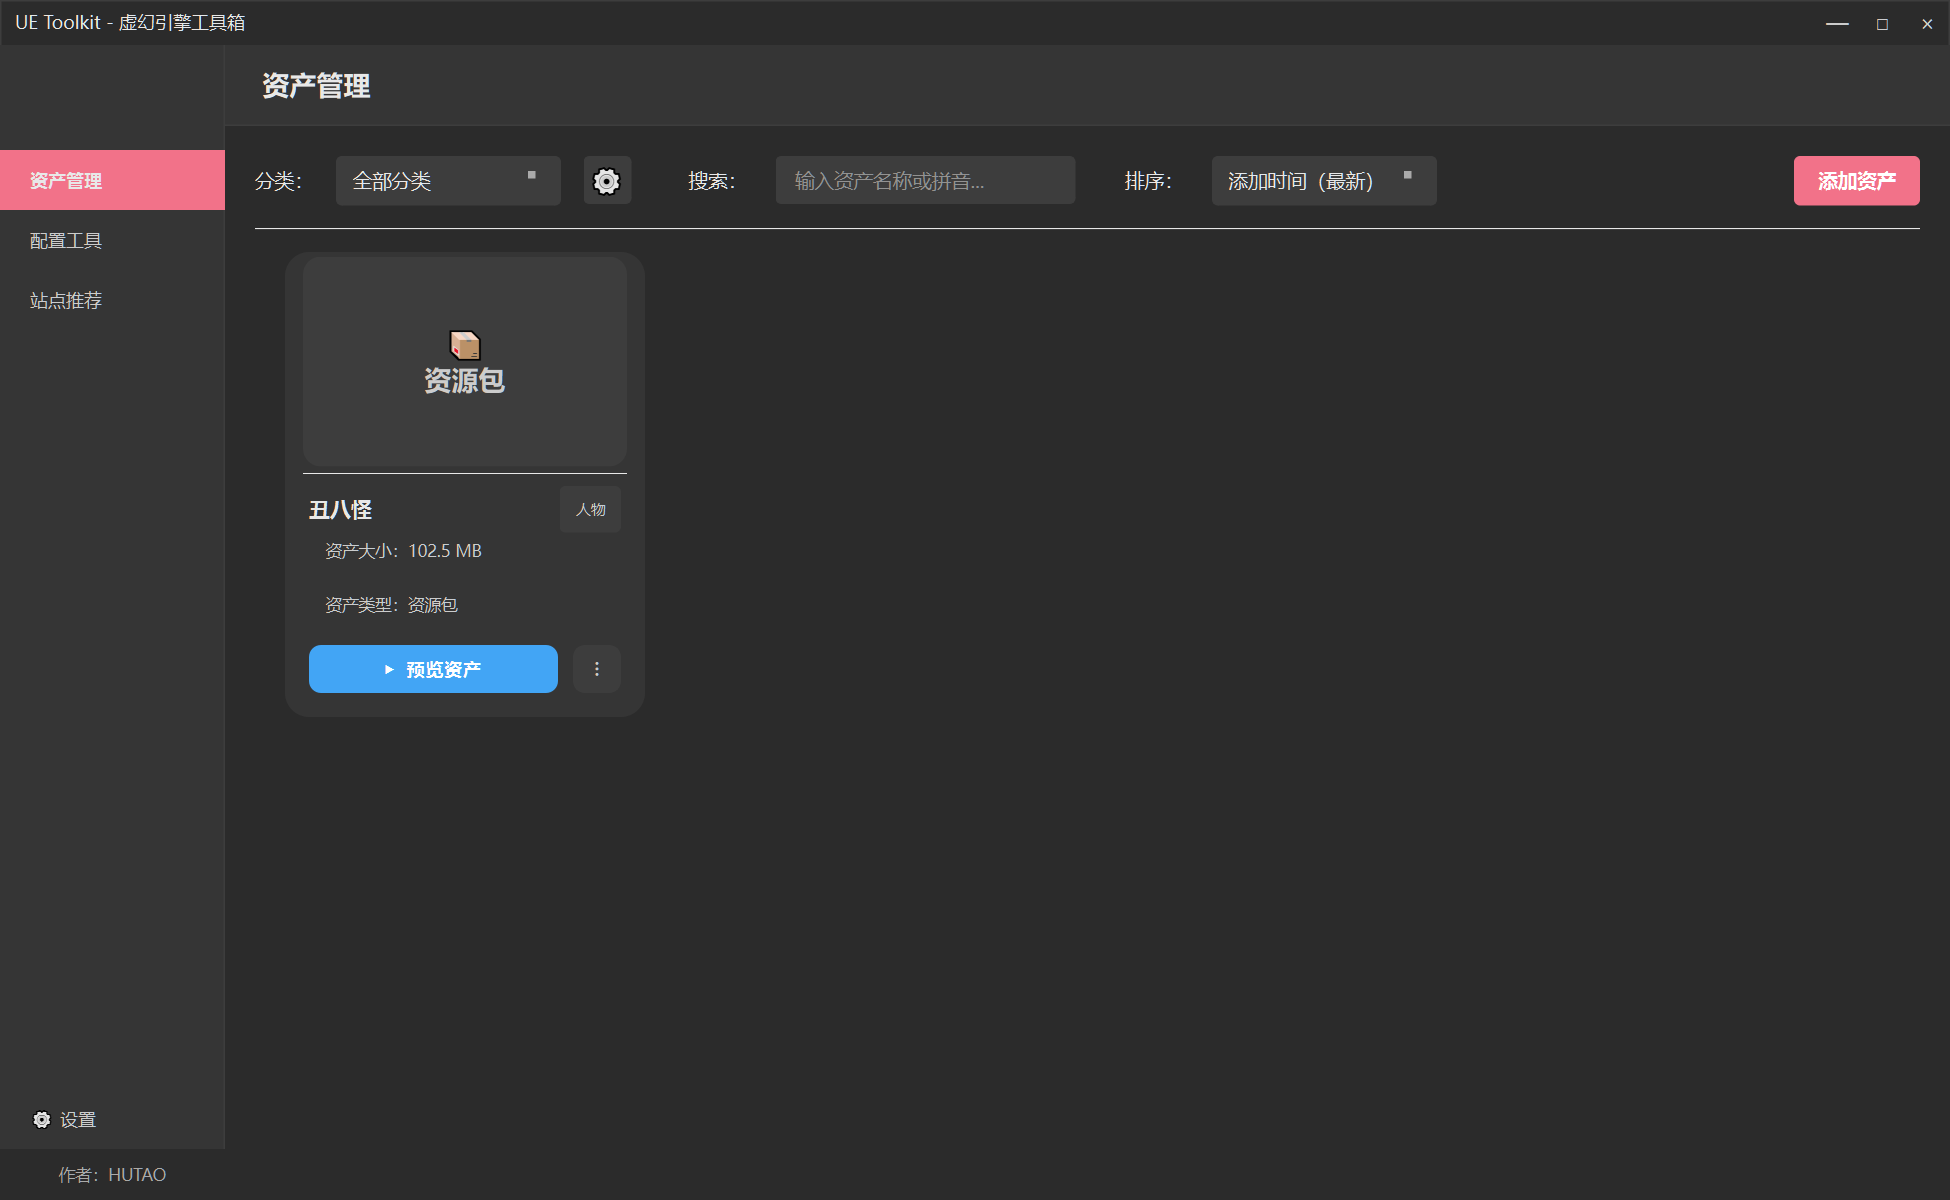 UE Toolkit - 虚幻引擎工具箱
资产管理
资产管理
配置工具
站点推荐
分类：
全部分类
搜索：
输入资产名称或拼音...
排序：
添加时间（最新）
添加资产
资源包
丑八怪
人物
资产大小：102.5 MB
资产类型：资源包
预览资产
设置
作者：HUTAO